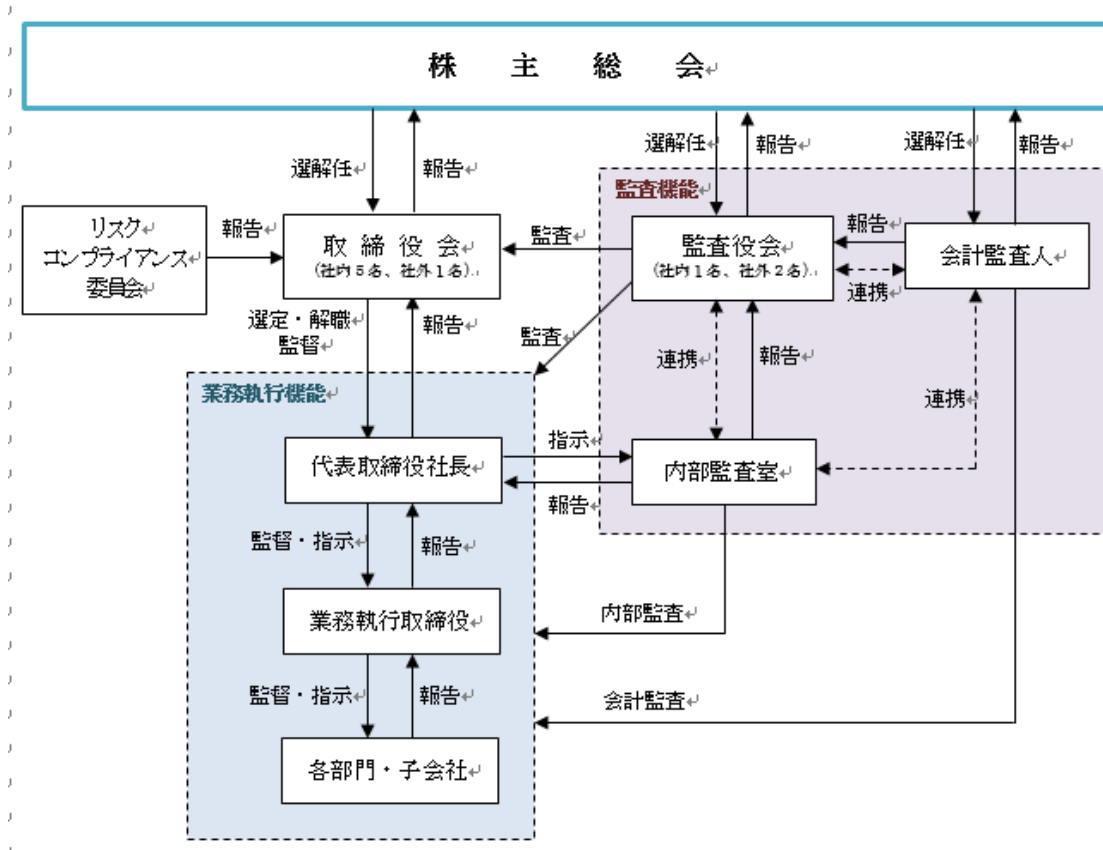 株 主 総 会
選解任
報告
選解任
報告
選解任
報告
監査機能
リスク
コンプライアンス
委員会
報告
取 締 役 会
(社内5名、社外1名)
監査
監査役会
(社内1名、社外2名)
報告
連携
会計監査人
選定・解職
監督
報告
監査
連携
報告
連携
業務執行機能
代表取締役社長
指示
報告
内部監査室
監督・指示
報告
業務執行取締役
内部監査
監督・指示
報告
会計監査
各部門・子会社